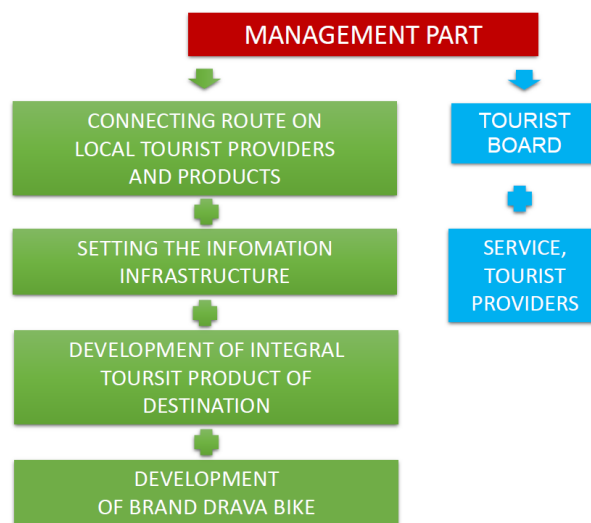 MANAGEMENT PART
CONNECTING ROUTE ON
LOCAL TOURIST PROVIDERS
AND PRODUCTS
SETTING THE INFOMATION
INFRASTRUCTURE
DEVELOPMENT OF INTEGRAL
TOURSIT PRODUCT OF
DESTINATION
DEVELOPMENT
OF BRAND DRAVA BIKE
TOURIST
BOARD
SERVICE,
TOURIST
PROVIDERS